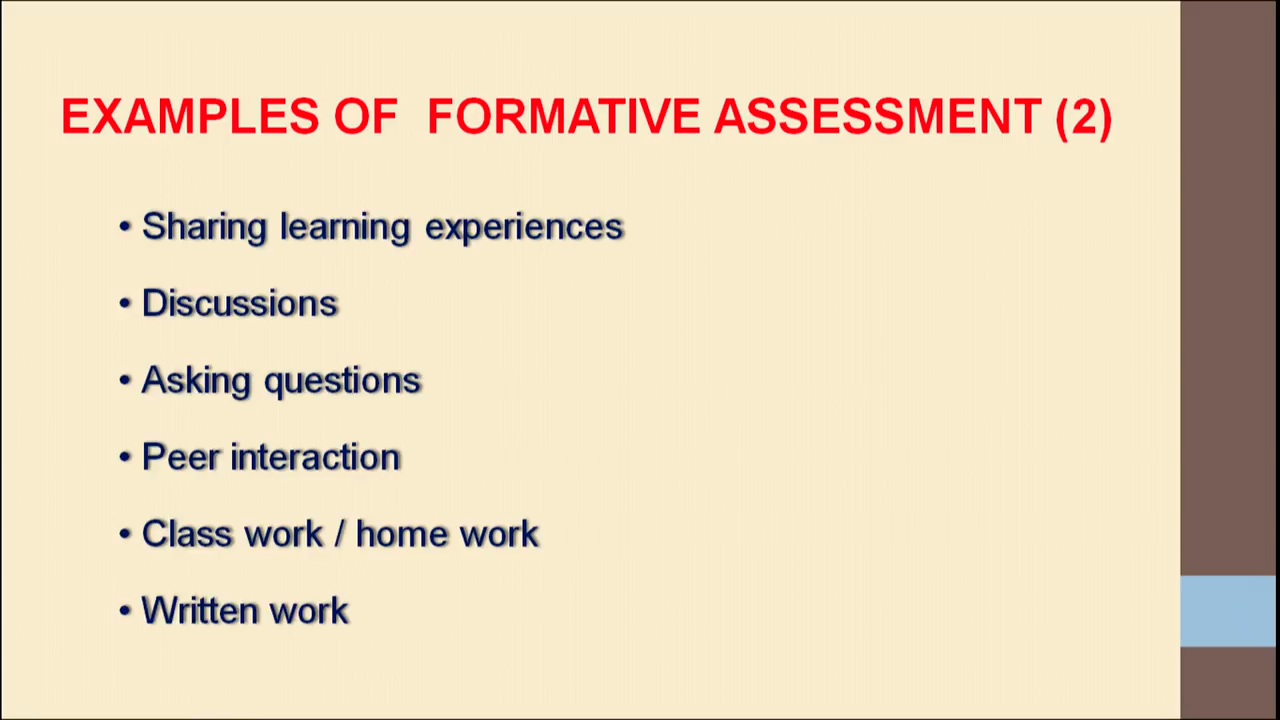 EXAMPLES OF  FORMATIVE ASSESSMENT (2)
• Sharing learning experiences
• Discussions
• Asking questions
• Peer interaction
• Class work / home work
• Written work